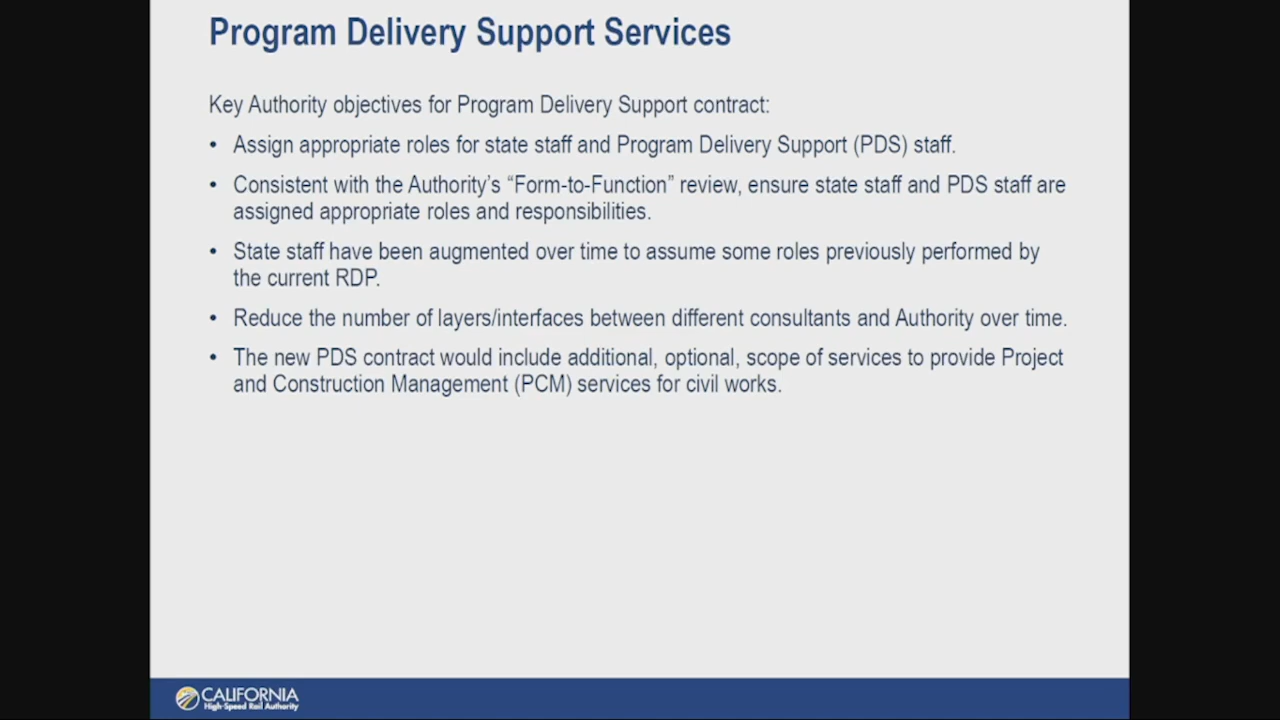 Program Delivery Support Services
Key Authority objectives for Program Delivery Support contract:
• Assign appropriate roles for state staff and Program Delivery Support (PDS) staff.
• Consistent with the Authority’s “Form-to-Function” review, ensure state staff and PDS staff are
assigned appropriate roles and responsibilities.
• State staff have been augmented over time to assume some roles previously performed by
the current RDP.
• Reduce the number of layers/interfaces between different consultants and Authority over time.
• The new PDS contract would include additional, optional, scope of services to provide Project
and Construction Management (PCM) services for civil works.
CALIFORNIA
High-Speed Rail Authority